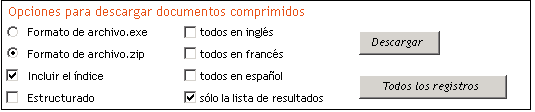 Opciones para descargar documentos comprimidos
Formato de archivo.exe
Formato de archivo.zip
Incluir el índice
Estructurado
todos en inglés
todos en francés
todos en español
sólo la lista de resultados
Descargar
Todos los registros